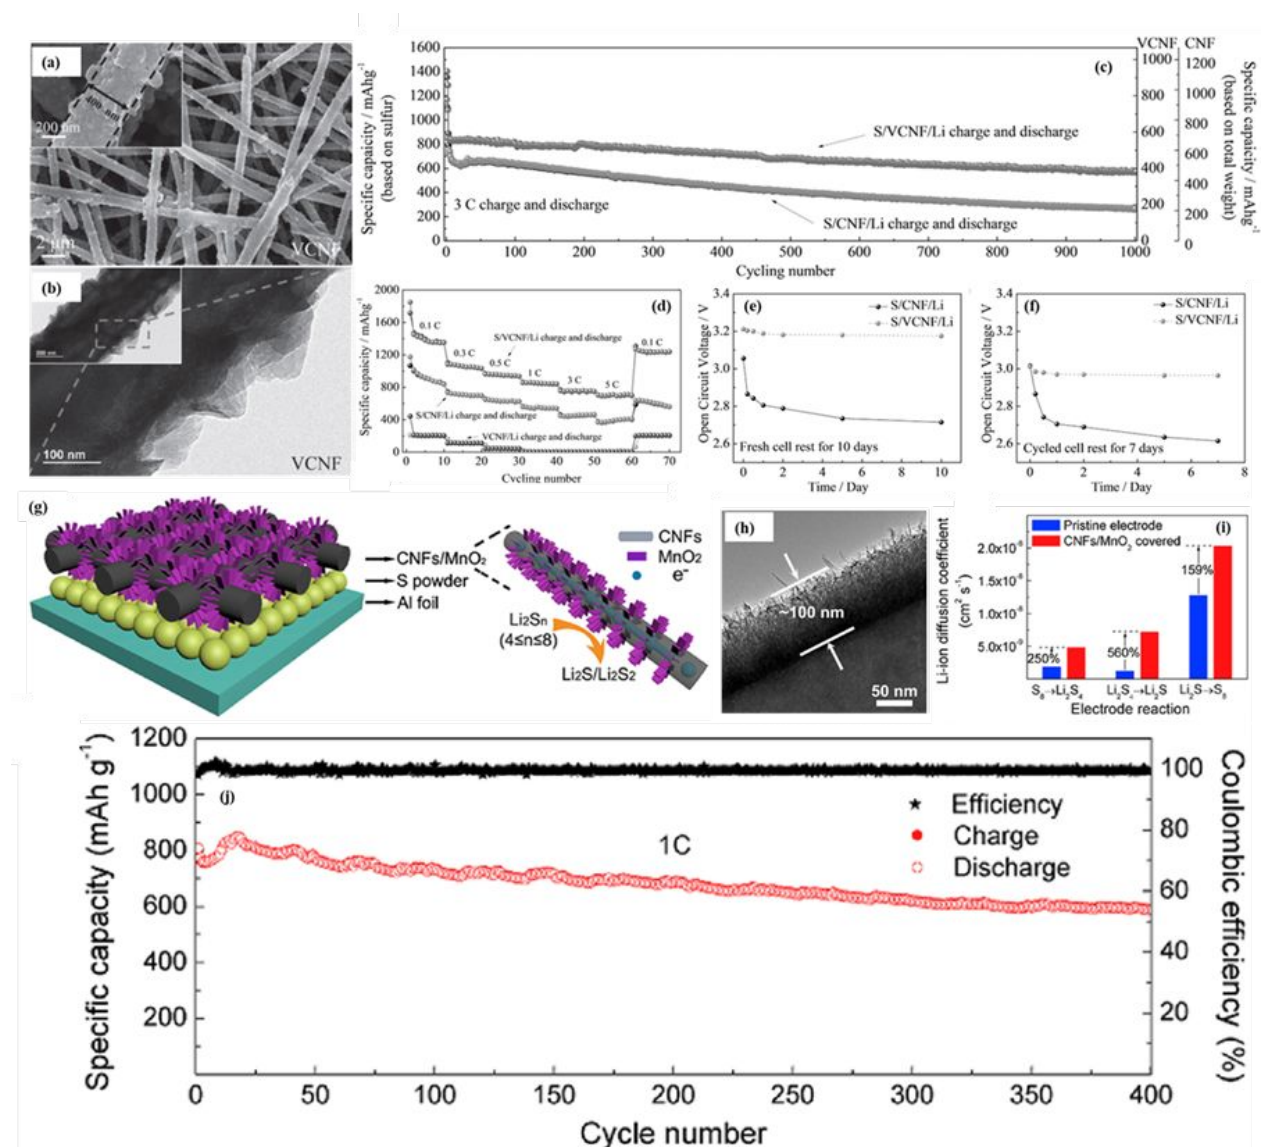 (a)
400 nm
200 nm
2 μm
VCNF
(b)
100 nm
VCNF
(c)
Specific capaicity / mAhg⁻¹
(based on sulfur)
1600
1400
1200
1000
800
600
400
200
0
VCNF CNF
1000
800
600
400
200
0
1200
1000
800
600
400
200
0
Specific capaicity / mAhg⁻¹
(based on total weight)
S/VCNF/Li charge and discharge
3 C charge and discharge
S/CNF/Li charge and discharge
0 100 200 300 400 500 600 700 800 900 1000
Cycling number
(d)
Specific capaicity / mAhg⁻¹
2000
1600
1200
800
400
0
0.1 C
0.3 C
0.5 C
1 C
3 C
5 C
0.1 C
S/VCNF/Li charge and discharge
S/CNF/Li charge and discharge
VCNF/Li charge and discharge
0 10 20 30 40 50 60 70
Cycling number
(e)
Open Circuit Voltage / V
3.4
3.2
3.0
2.8
2.6
S/CNF/Li
S/VCNF/Li
Fresh cell rest for 10 days
0 2 4 6 8 10
Time / Day
(f)
Open Circuit Voltage / V
3.4
3.2
3.0
2.8
2.6
S/CNF/Li
S/VCNF/Li
Cycled cell rest for 7 days
0 2 4 6 8
Time / Day
(g)
CNFs/MnO₂
S powder
Al foil
CNFs
MnO₂
e⁻
Li₂Sₙ
(4≤n≤8)
Li₂S/Li₂S₂
(h)
~100 nm
50 nm
(i)
Li-ion diffusion coefficient
(cm² s⁻¹)
Pristine electrode
CNFs/MnO₂ covered
2.0x10⁻⁸
1.5x10⁻⁸
1.0x10⁻⁸
5.0x10⁻⁹
250%
560%
159%
S₈→Li₂S₄ Li₂S₄→Li₂S Li₂S→S₈
Electrode reaction
(j)
Specific capacity (mAh g⁻¹)
1200
1000
800
600
400
200
Coulombic efficiency (%)
100
80
60
40
20
Efficiency
Charge
Discharge
1C
0 50 100 150 200 250 300 350 400
Cycle number